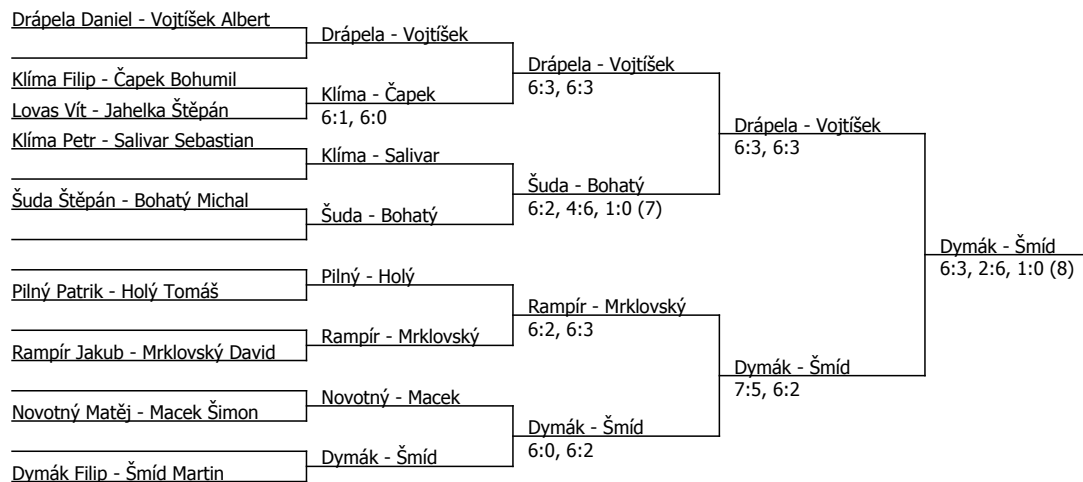 Drápela Daniel - Vojtíšek Albert
Klíma Filip - Čapek Bohumil
Lovas Vít - Jahelka Štěpán
Klíma Petr - Salivar Sebastian
Šuda Štěpán - Bohatý Michal
Pilný Patrik - Holý Tomáš
Rampír Jakub - Mrklovský David
Novotný Matěj - Macek Šimon
Dymák Filip - Šmíd Martin
Drápela - Vojtíšek
Klíma - Čapek
6:1, 6:0
Klíma - Salivar
Šuda - Bohatý
Pilný - Holý
Rampír - Mrklovský
Novotný - Macek
Dymák - Šmíd
Drápela - Vojtíšek
6:3, 6:3
Šuda - Bohatý
6:2, 4:6, 1:0 (7)
Rampír - Mrklovský
6:2, 6:3
Dymák - Šmíd
6:0, 6:2
Drápela - Vojtíšek
6:3, 6:3
Dymák - Šmíd
7:5, 6:2
Dymák - Šmíd
6:3, 2:6, 1:0 (8)